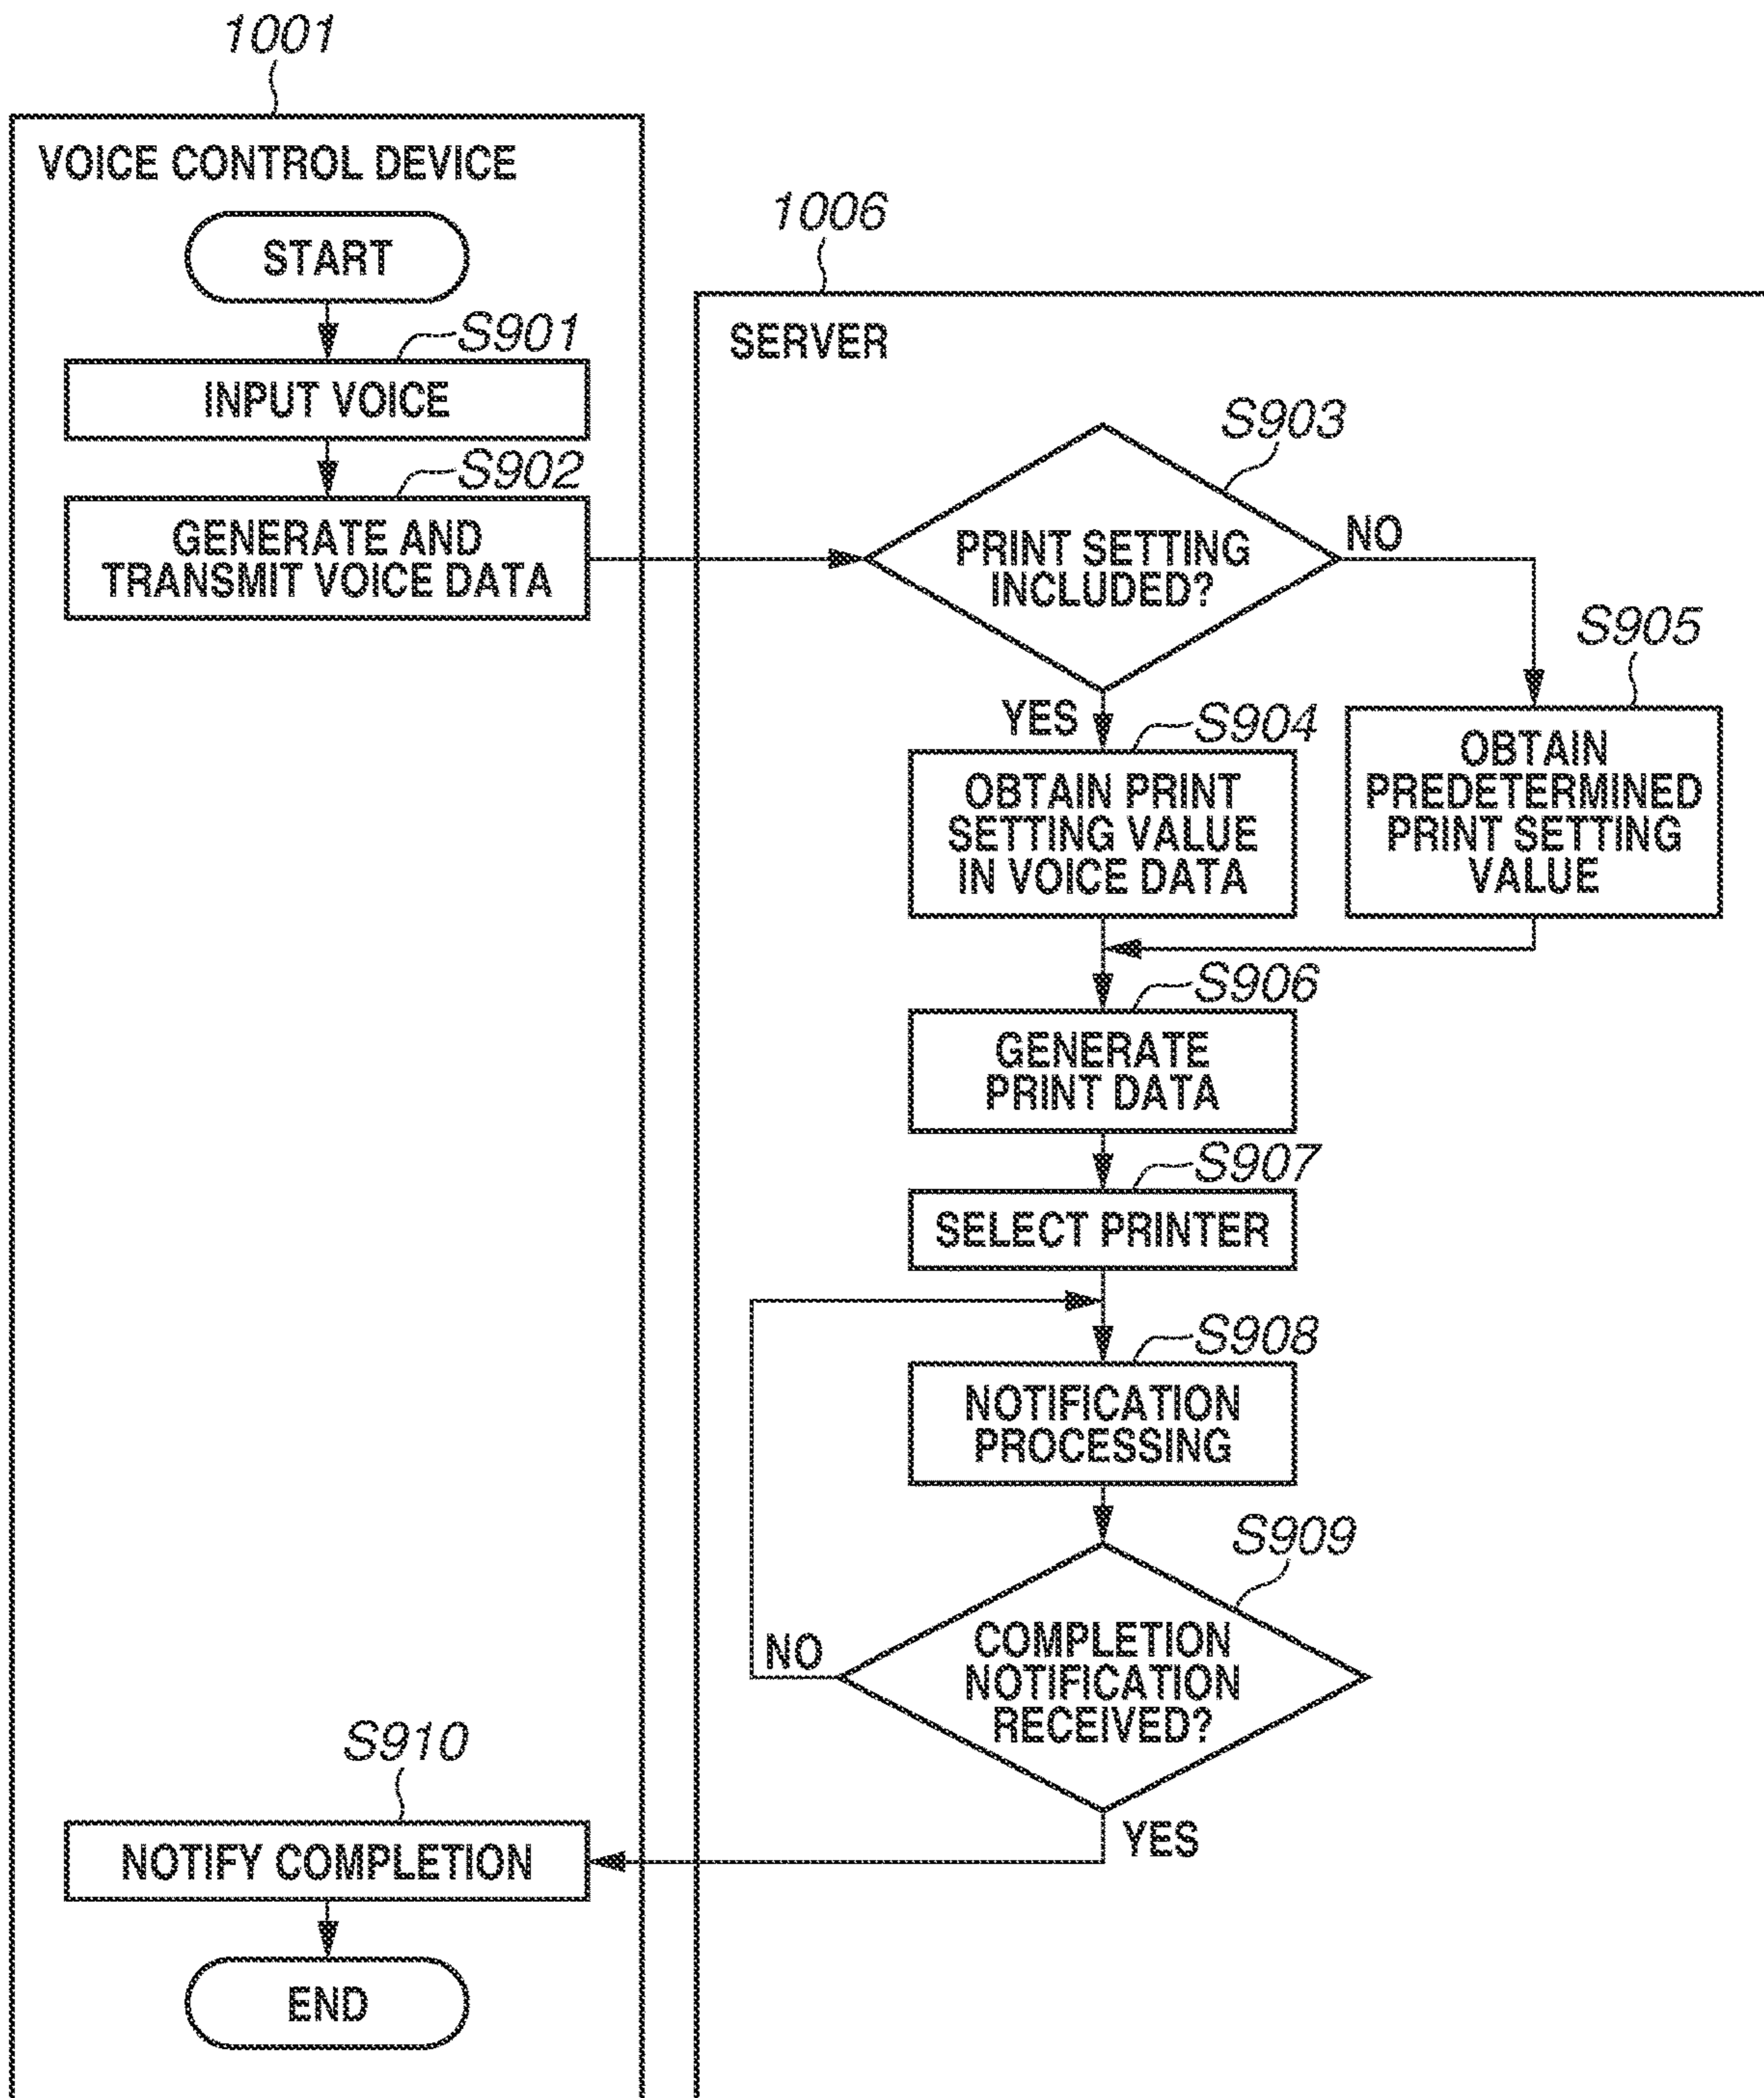 1001
VOICE CONTROL DEVICE
START
S901
INPUT VOICE
S902
GENERATE AND
TRANSMIT VOICE DATA
1006
SERVER
S903
PRINT SETTING
INCLUDED?
NO
YES
S904
OBTAIN PRINT
SETTING VALUE
IN VOICE DATA
S905
OBTAIN
PREDETERMINED
PRINT SETTING
VALUE
S906
GENERATE
PRINT DATA
S907
SELECT PRINTER
S908
NOTIFICATION
PROCESSING
S909
COMPLETION
NOTIFICATION
RECEIVED?
NO
YES
S910
NOTIFY COMPLETION
END